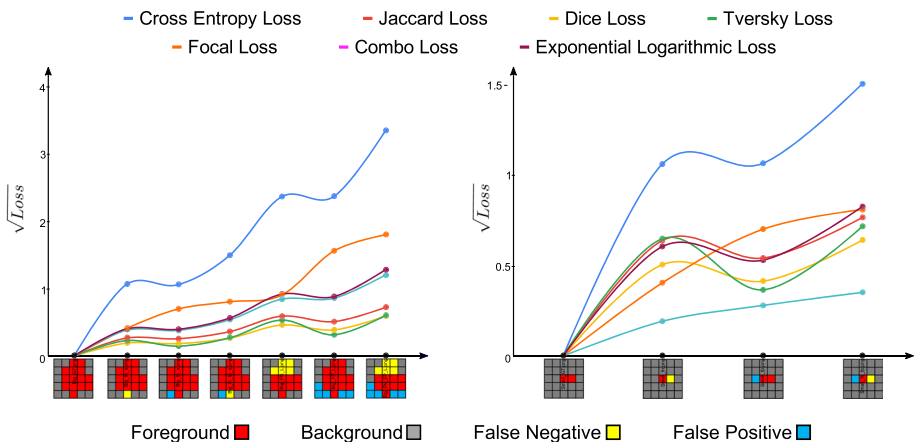 Cross Entropy Loss Jaccard Loss Dice Loss Tversky Loss
Focal Loss Combo Loss Exponential Logarithmic Loss
√Loss
4
3
2
1
0
√Loss
1.5
1
0.5
0
Foreground Background False Negative False Positive